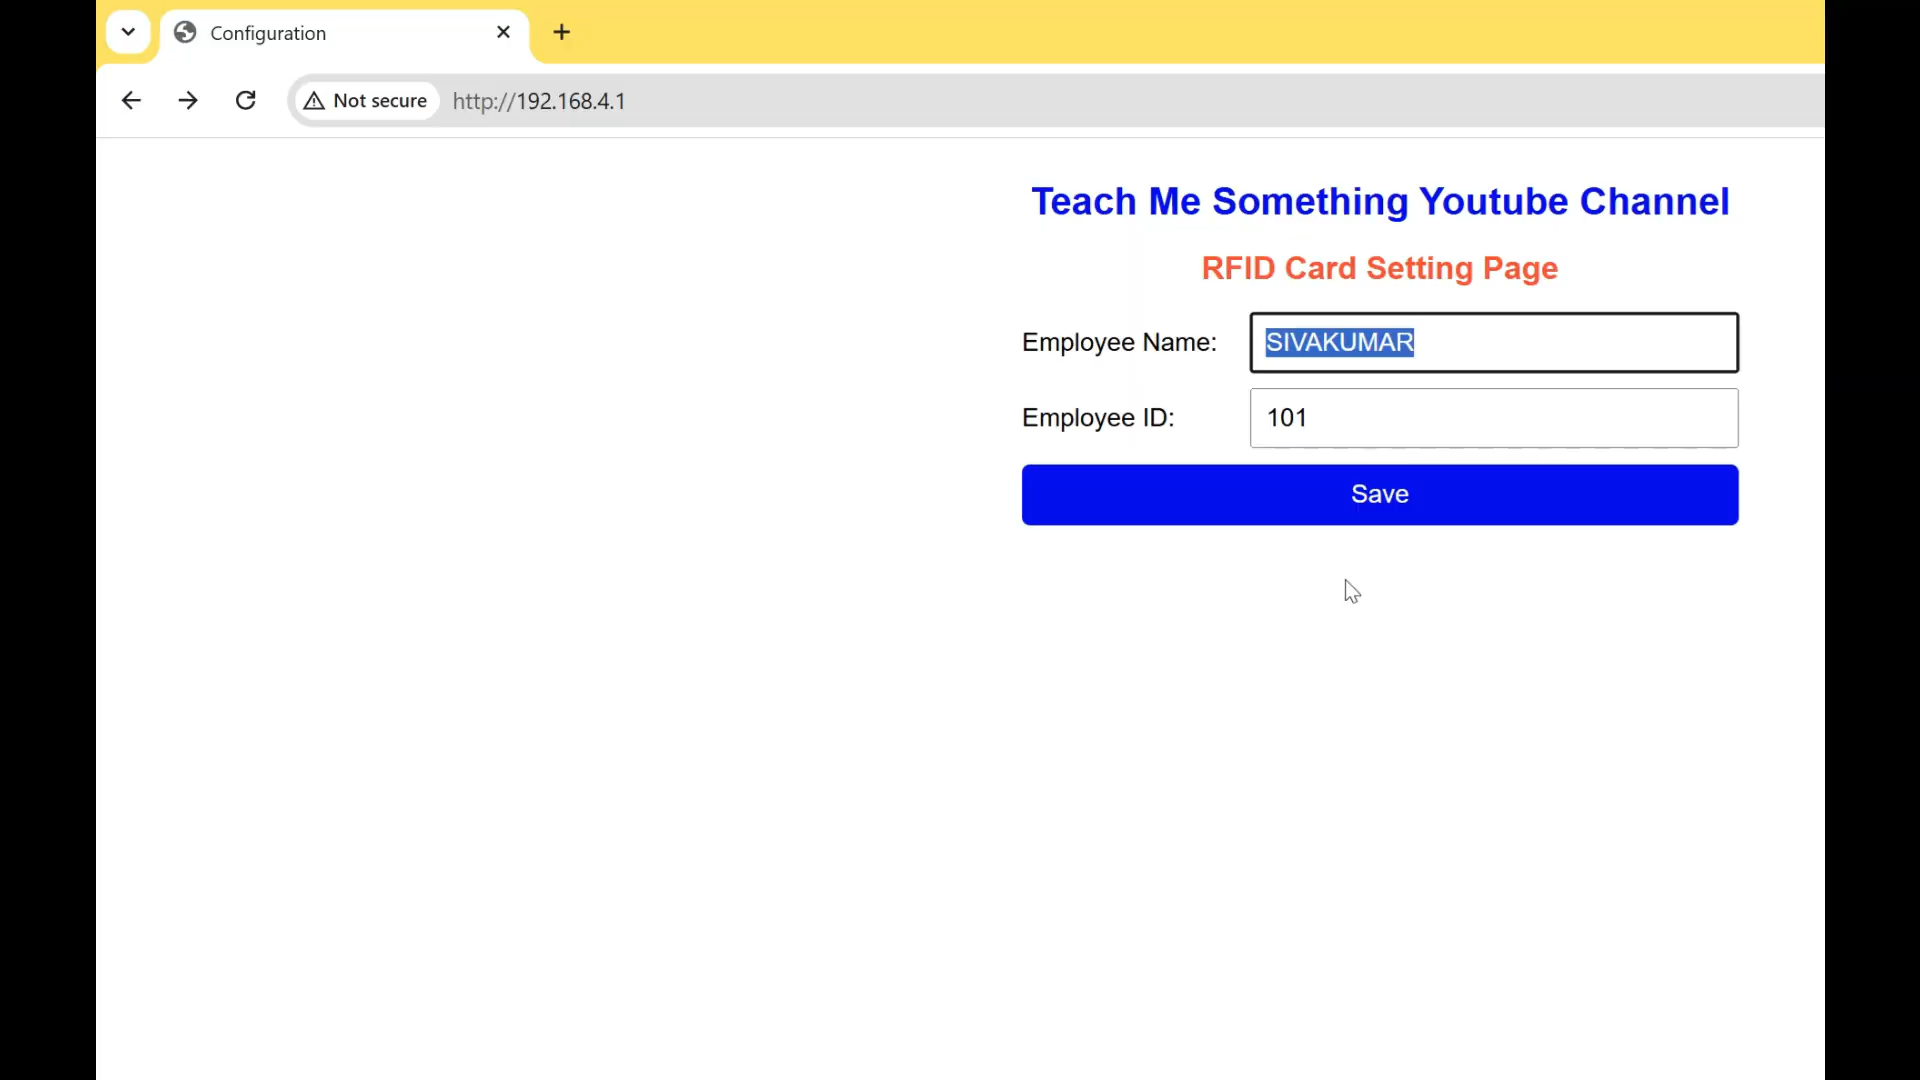 Configuration
Not secure http://192.168.4.1
Teach Me Something Youtube Channel
RFID Card Setting Page
Employee Name: SIVAKUMAR
Employee ID: 101
Save